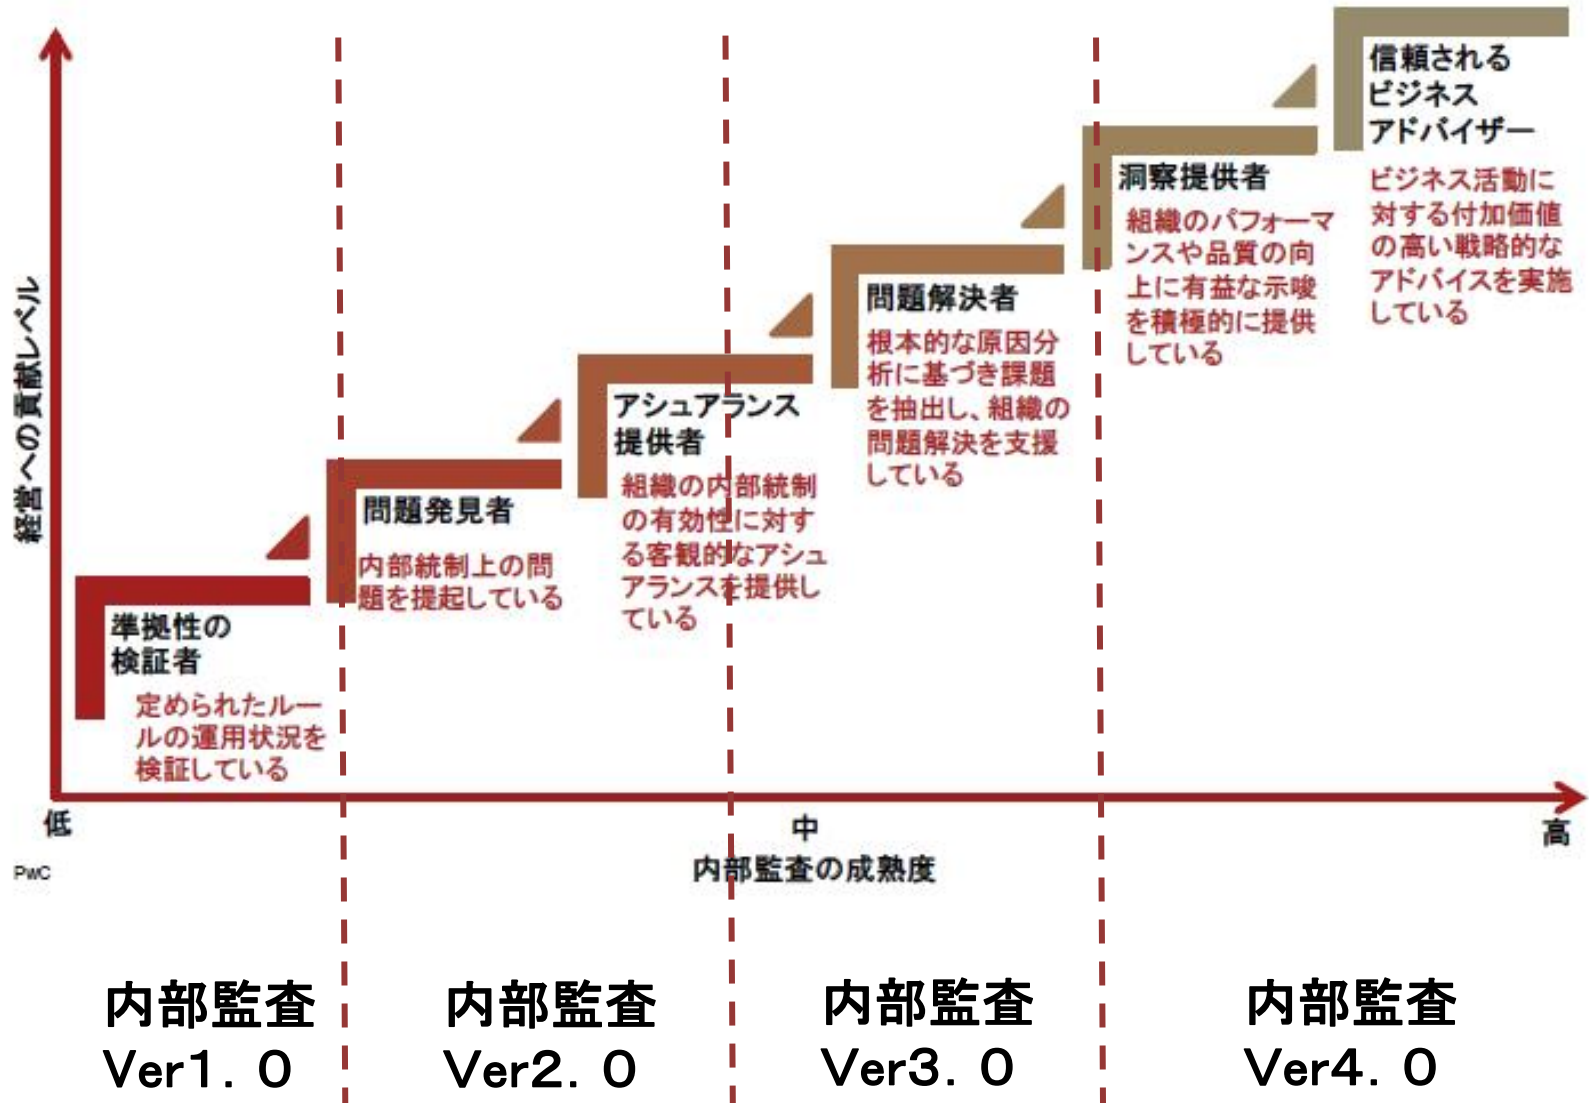 経営への貢献レベル
準拠性の
検証者
定められたルー
ルの運用状況を
検証している
問題発見者
内部統制上の問
題を提起している
アシュアランス
提供者
組織の内部統制
の有効性に対す
る客観的なアシュ
アランスを提供し
ている
問題解決者
根本的な原因分
析に基づき課題
を抽出し、組織の
問題解決を支援
している
洞察提供者
組織のパフォーマ
ンスや品質の向
上に有益な示唆
を積極的に提供
している
信頼される
ビジネス
アドバイザー
ビジネス活動に
対する付加価値
の高い戦略的な
アドバイスを実施
している
低
中
高
内部監査の成熟度
PwC
内部監査
Ver1．0
内部監査
Ver2．0
内部監査
Ver3．0
内部監査
Ver4．0